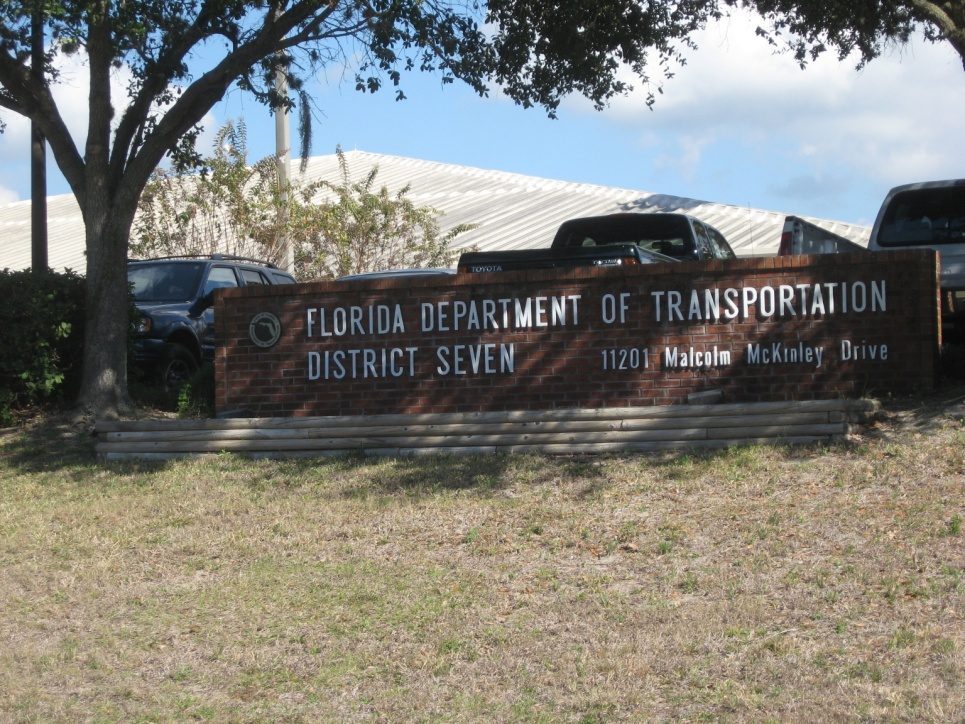 TOYOTA
FLORIDA DEPARTMENT OF TRANSPORTATION
DISTRICT SEVEN 11201 Malcolm McKinley Drive